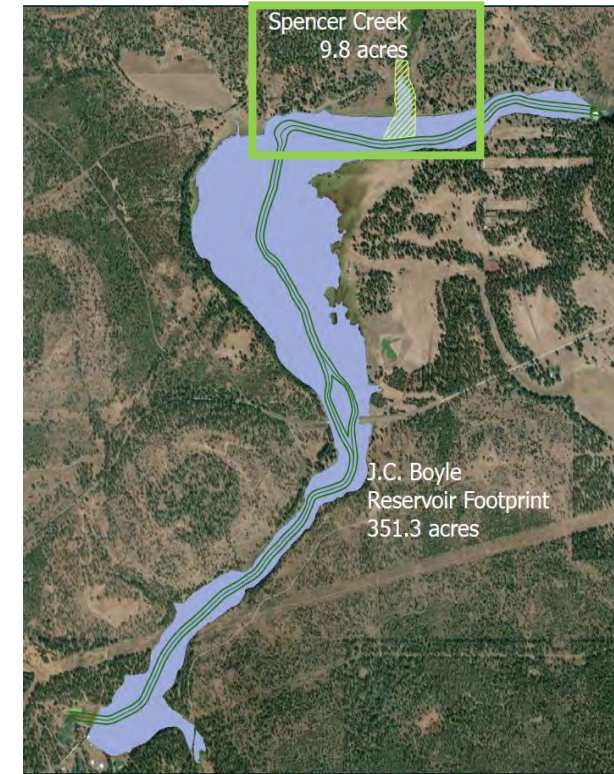 Spencer Creek
9.8 acres
J.C. Boyle
Reservoir Footprint
351.3 acres